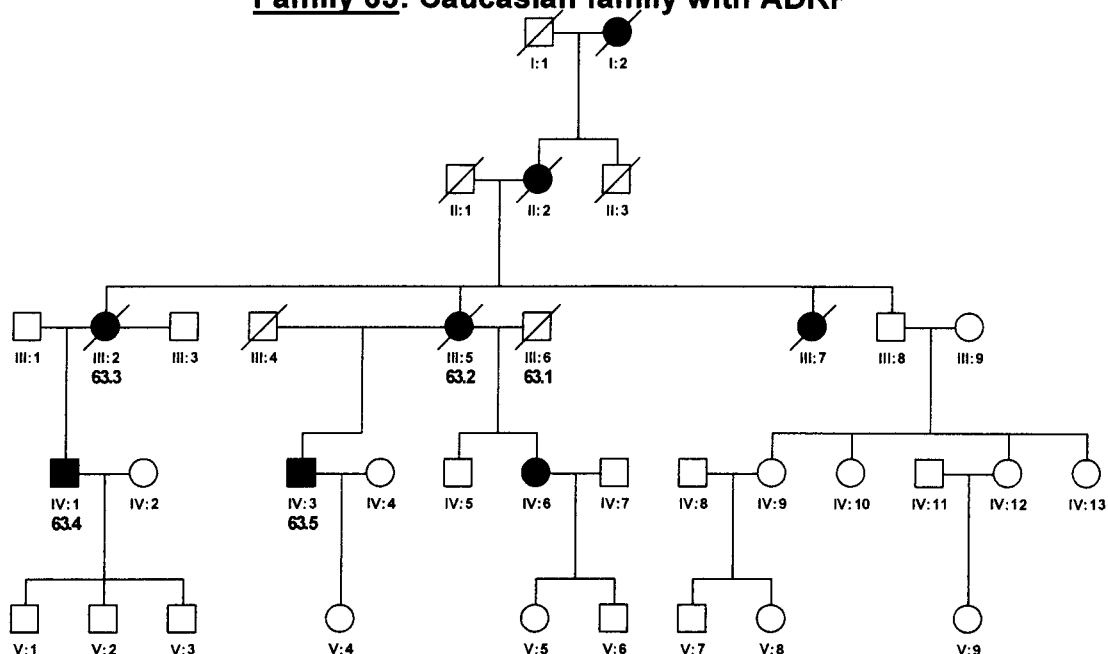 Family 63: Caucasian family with ADRP
I:1 I:2
II:1 II:2 II:3
III:1 III:2 III:3 III:4 III:5 III:6 III:7 III:8 III:9
63.3 63.2 63.1
IV:1 IV:2 IV:3 IV:4 IV:5 IV:6 IV:7 IV:8 IV:9 IV:10 IV:11 IV:12 IV:13
63.4 63.5
V:1 V:2 V:3 V:4 V:5 V:6 V:7 V:8 V:9